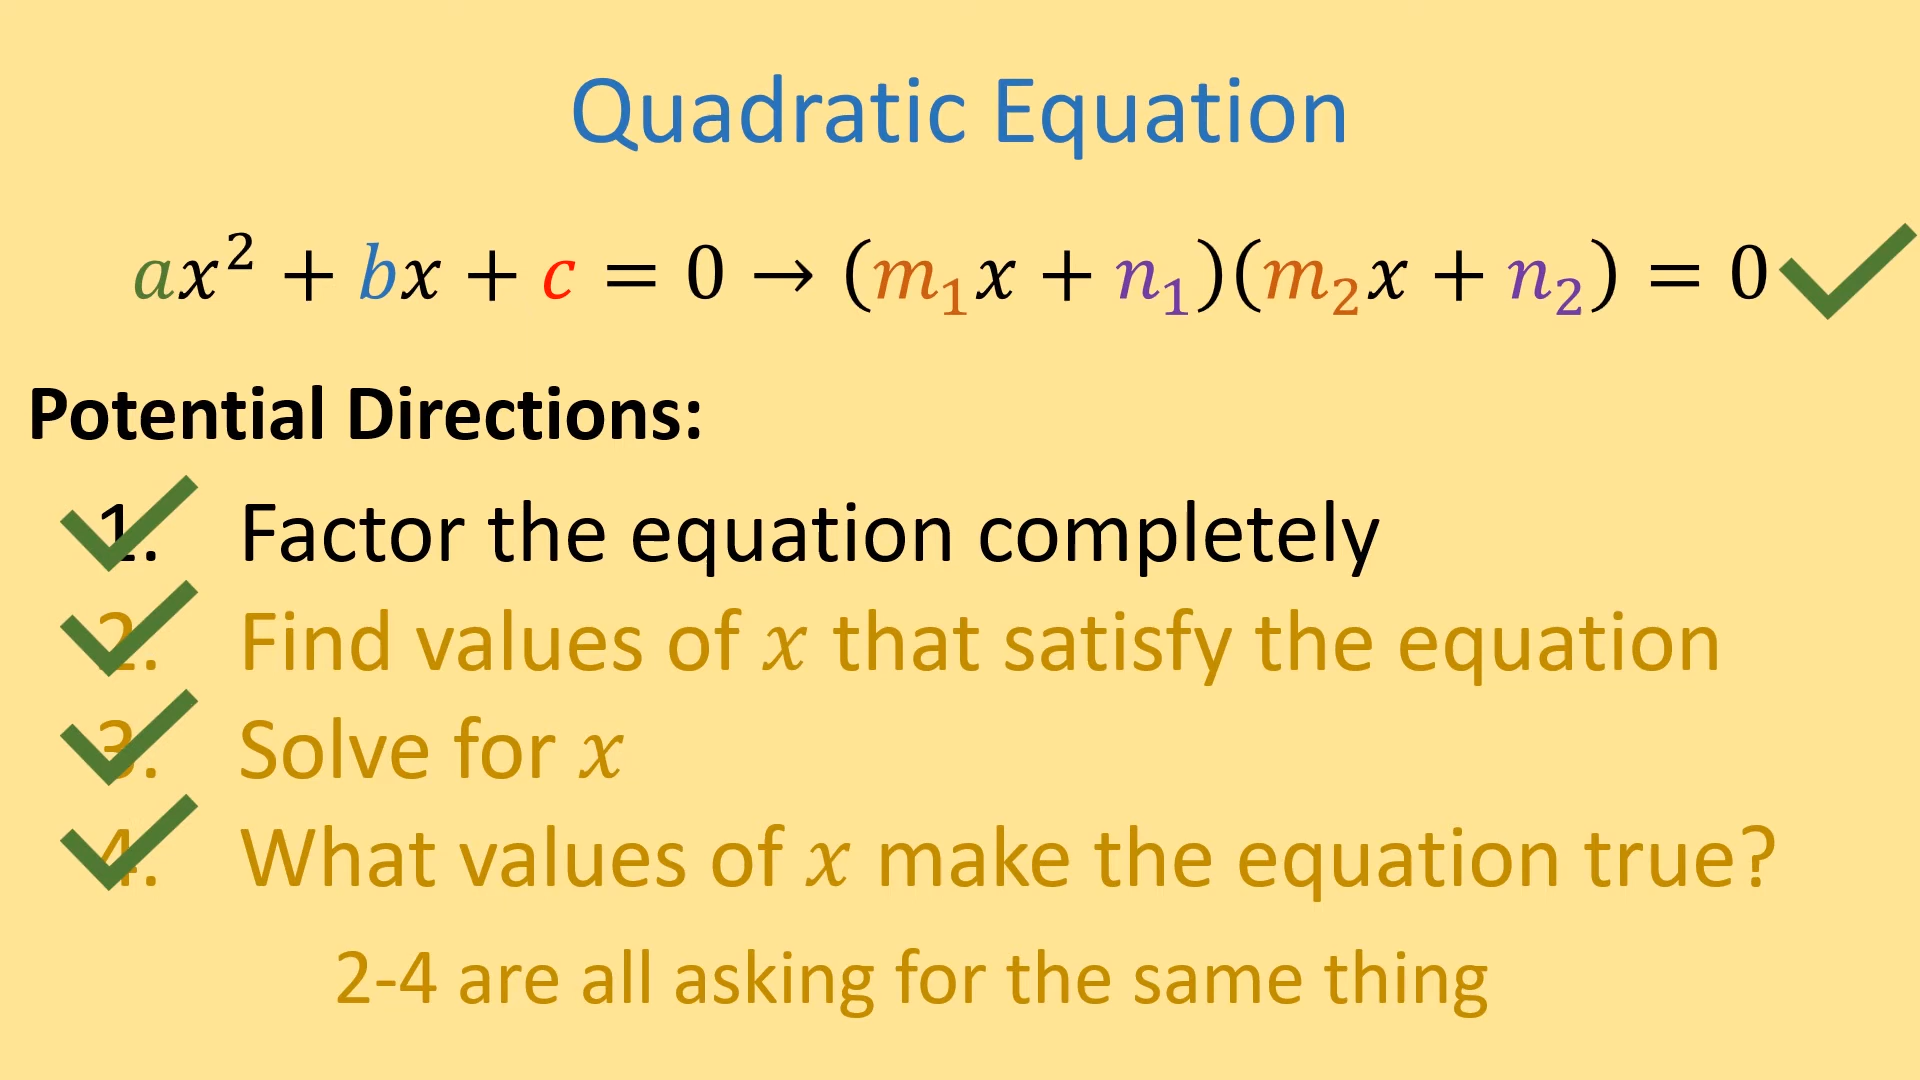 Quadratic Equation
ax² + bx + c = 0 → (m₁x + n₁)(m₂x + n₂) = 0
Potential Directions:
1. Factor the equation completely
2. Find values of x that satisfy the equation
3. Solve for x
4. What values of x make the equation true?
2-4 are all asking for the same thing